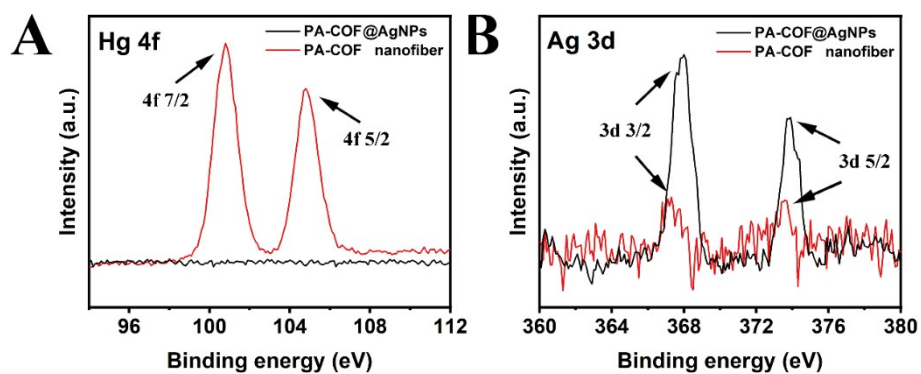 A
Hg 4f
PA-COF@AgNPs
PA-COF nanofiber
4f 7/2
4f 5/2
Intensity (a.u.)
96 100 104 108 112
Binding energy (eV)
B
Ag 3d
PA-COF@AgNPs
PA-COF nanofiber
3d 3/2
3d 5/2
Intensity (a.u.)
360 364 368 372 376 380
Binding energy (eV)